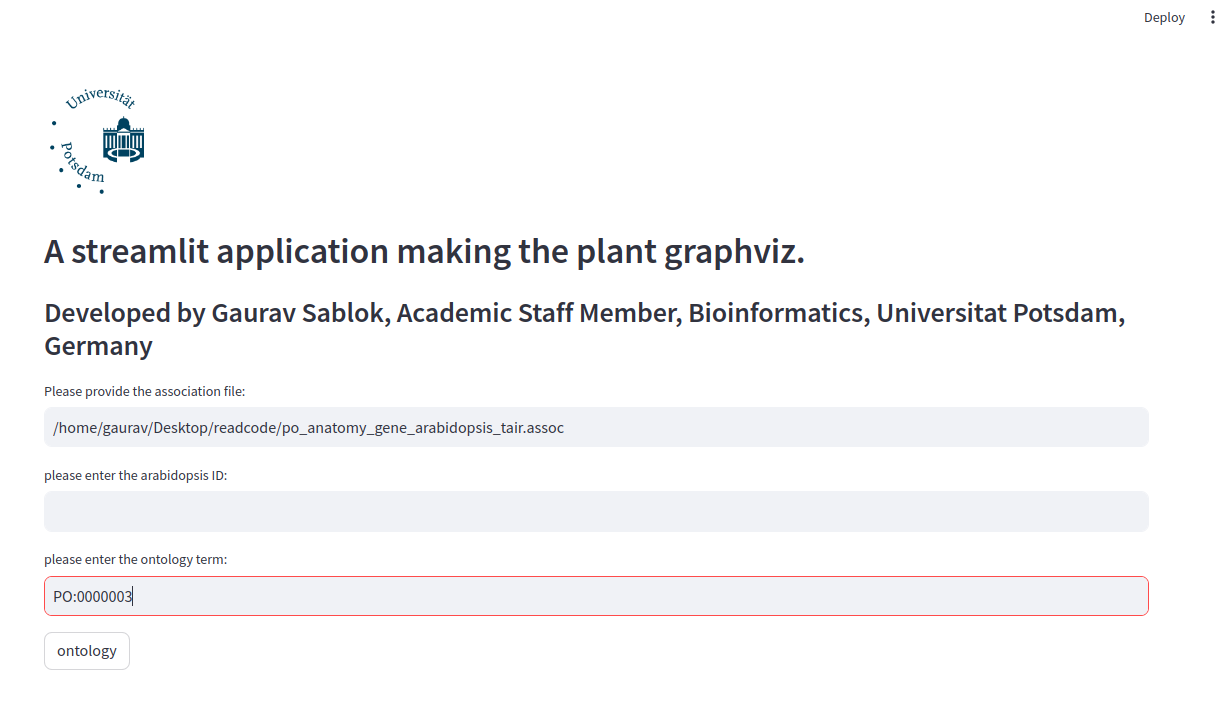 Deploy
Universität
Potsdam
A streamlit application making the plant graphviz.
Developed by Gaurav Sablok, Academic Staff Member, Bioinformatics, Universitat Potsdam,
Germany
Please provide the association file:
/home/gaurav/Desktop/readcode/po_anatomy_gene_arabidopsis_tair.assoc
please enter the arabidopsis ID:
please enter the ontology term:
PO:0000003
ontology